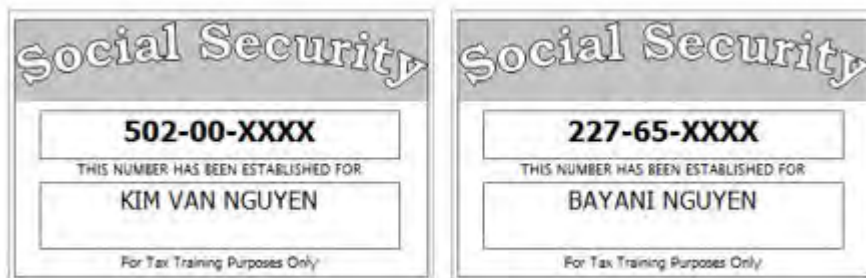 Social Security
502-00-XXXX
THIS NUMBER HAS BEEN ESTABLISHED FOR
KIM VAN NGUYEN
For Tax Training Purposes Only
Social Security
227-65-XXXX
THIS NUMBER HAS BEEN ESTABLISHED FOR
BAYANI NGUYEN
For Tax Training Purposes Only